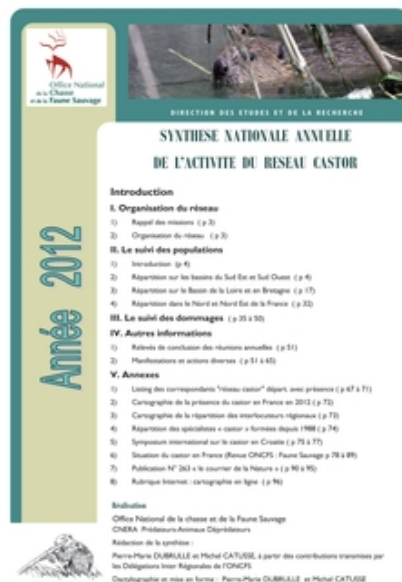 Office National
de la Chasse
et de la Faune Sauvage
DIRECTION DES ETUDES ET DE LA RECHERCHE
SYNTHESE NATIONALE ANNUELLE
DE L'ACTIVITE DU RESEAU CASTOR
Année 2012
Introduction
I. Organisation du réseau
1) Rappel des missions ( p 3)
2) Organisation du réseau ( p 3)
II. Le suivi des populations
1) Introduction (p 4)
2) Répartition sur les bassins du Sud Est et Sud Ouest ( p 4)
3) Répartition sur le Bassin de la Loire et en Bretagne ( p 17)
4) Répartition dans le Nord et Nord Est de la France ( p 32)
III. Le suivi des dommages ( p 35 à 50)
IV. Autres informations
1) Relevés de conclusion des réunions annuelles ( p 51)
2) Manifestations et actions diverses ( p 51 à 65)
V. Annexes
1) Listing des correspondants "réseau castor" départ. avec présence ( p 67 à 71)
2) Cartographie de la présence du castor en France en 2012 ( p 72)
3) Cartographie de la répartition des interlocuteurs régionaux ( p 73)
4) Répartition des spécialistes « castor » formées depuis 1988 ( p 74)
5) Symposium international sur le castor en Croatie ( p 75 à 77)
6) Situation du castor en France (Revue ONCFS : Faune Sauvage p 78 à 89)
7) Publication N° 263 « le courrier de la Nature » ( p 90 à 95)
8) Rubrique Internet : cartographie en ligne ( p 96)
Réalisation
Office National de la chasse et de la Faune Sauvage
CNERA Prédateurs-Animaux Déprédateurs
Rédaction de la synthèse :
Pierre-Marie DUBRULLE et Michel CATUSSE, à partir des contributions transmises par
les Délégations Inter Régionales de l'ONCFS
Dactylographie et mise en forme : Pierre-Marie DUBRULLE et Michel CATUSSE